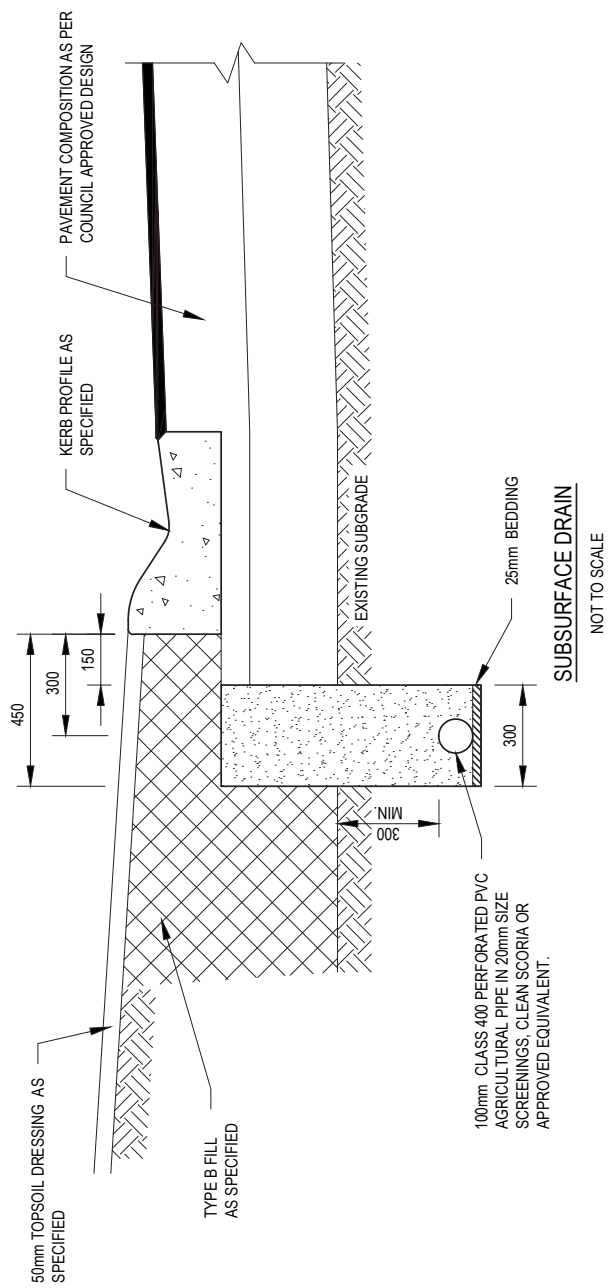 50mm TOPSOIL DRESSING AS
SPECIFIED
TYPE B FILL
AS SPECIFIED
450
300
150
KERB PROFILE AS
SPECIFIED
PAVEMENT COMPOSITION AS PER
COUNCIL APPROVED DESIGN
EXISTING SUBGRADE
300
MIN.
300
25mm BEDDING
100mm CLASS 400 PERFORATED PVC
AGRICULTURAL PIPE IN 20mm SIZE
SCREENINGS, CLEAN SCORIA OR
APPROVED EQUIVALENT.
SUBSURFACE DRAIN
NOT TO SCALE